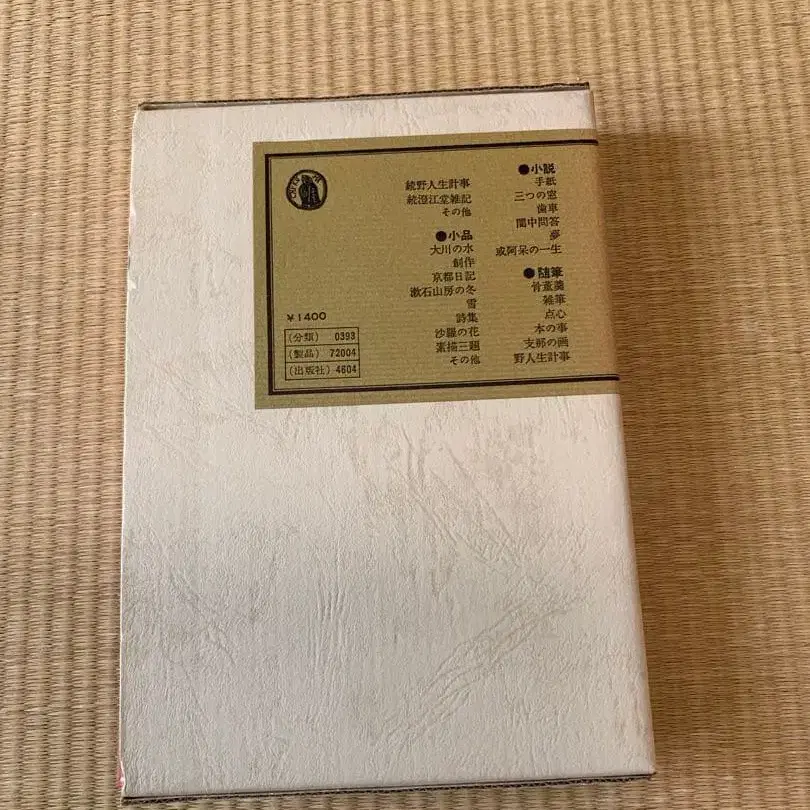 ●小説
手紙
三つの窓
歯車
闇中問答
夢
或阿呆の一生
●随筆
骨董羹
雑筆
点心
本の事
支那の画
野人生計事
続野人生計事
続澄江堂雑記
その他
●小品
大川の水
創作
京都日記
漱石山房の冬
雪
詩集
沙羅の花
素描三題
その他
¥1400
(分類) 0393
(製品) 72004
(出版社) 4604